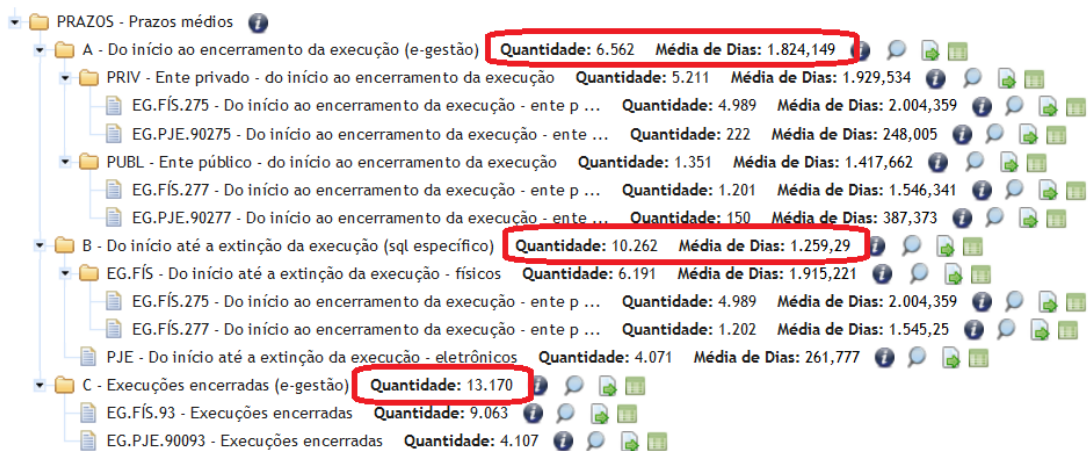 PRAZOS - Prazos médios
A - Do início ao encerramento da execução (e-gestão) Quantidade: 6.562 Média de Dias: 1.824,149
PRIV - Ente privado - do início ao encerramento da execução Quantidade: 5.211 Média de Dias: 1.929,534
EG.FÍS.275 - Do início ao encerramento da execução - ente p ... Quantidade: 4.989 Média de Dias: 2.004,359
EG.PJE.90275 - Do início ao encerramento da execução - ente ... Quantidade: 222 Média de Dias: 248,005
PUBL - Ente público - do início ao encerramento da execução Quantidade: 1.351 Média de Dias: 1.417,662
EG.FÍS.277 - Do início ao encerramento da execução - ente p ... Quantidade: 1.201 Média de Dias: 1.546,341
EG.PJE.90277 - Do início ao encerramento da execução - ente ... Quantidade: 150 Média de Dias: 387,373
B - Do início até a extinção da execução (sql específico) Quantidade: 10.262 Média de Dias: 1.259,29
EG.FÍS - Do início até a extinção da execução - físicos Quantidade: 6.191 Média de Dias: 1.915,221
EG.FÍS.275 - Do início ao encerramento da execução - ente p ... Quantidade: 4.989 Média de Dias: 2.004,359
EG.FÍS.277 - Do início ao encerramento da execução - ente p ... Quantidade: 1.202 Média de Dias: 1.545,25
PJE - Do início até a extinção da execução - eletrônicos Quantidade: 4.071 Média de Dias: 261,777
C - Execuções encerradas (e-gestão) Quantidade: 13.170
EG.FÍS.93 - Execuções encerradas Quantidade: 9.063
EG.PJE.90093 - Execuções encerradas Quantidade: 4.107